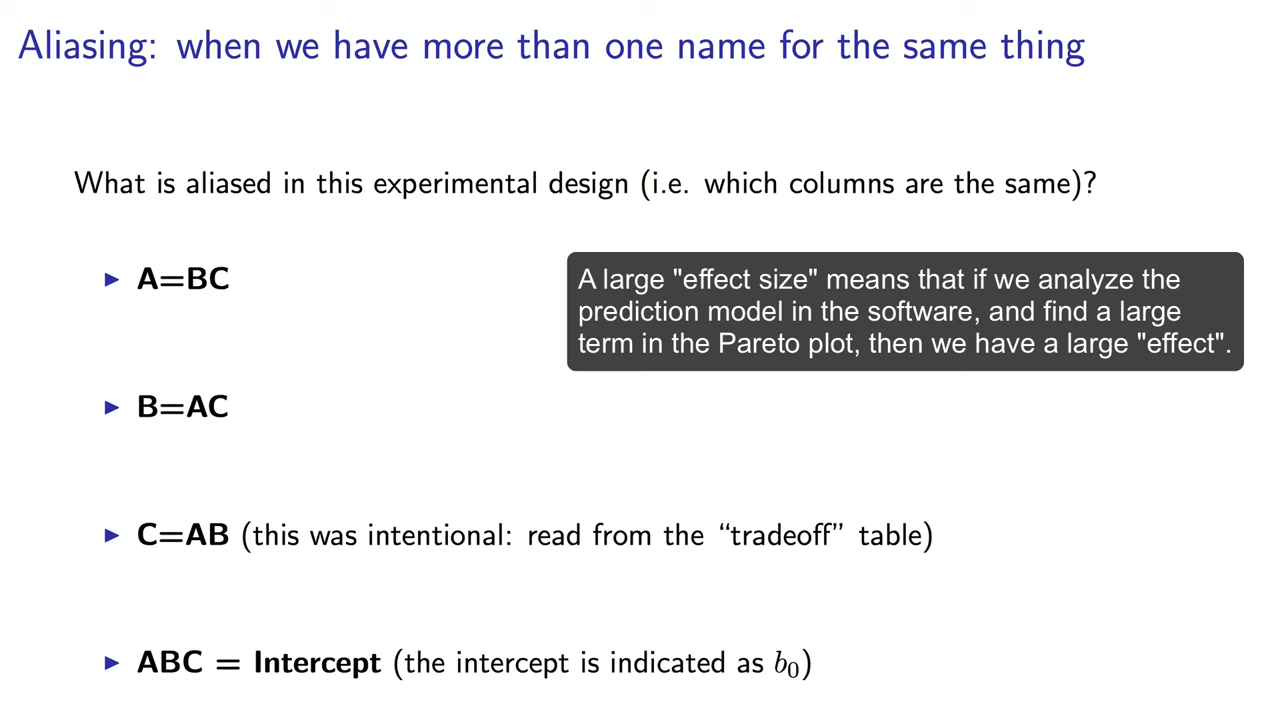 Aliasing: when we have more than one name for the same thing
What is aliased in this experimental design (i.e. which columns are the same)?
▶ A=BC
A large "effect size" means that if we analyze the
prediction model in the software, and find a large
term in the Pareto plot, then we have a large "effect".
▶ B=AC
▶ C=AB (this was intentional: read from the “tradeoff” table)
▶ ABC = Intercept (the intercept is indicated as b₀)